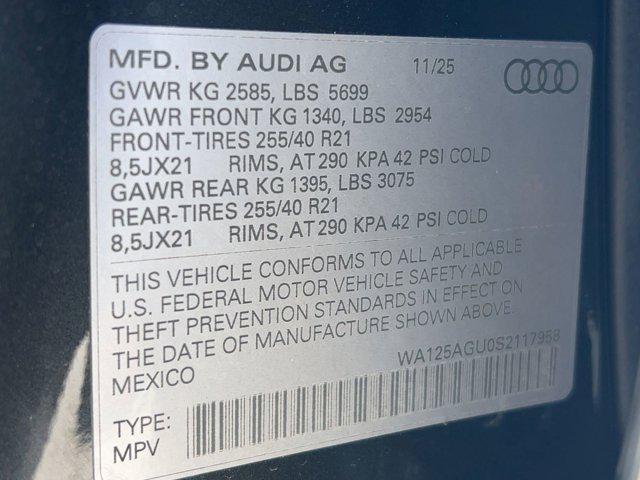 MFD. BY AUDI AG 11/25
GVWR KG 2585, LBS 5699
GAWR FRONT KG 1340, LBS 2954
FRONT-TIRES 255/40 R21
8,5JX21 RIMS, AT 290 KPA 42 PSI COLD
GAWR REAR KG 1395, LBS 3075
REAR-TIRES 255/40 R21
8,5JX21 RIMS, AT 290 KPA 42 PSI COLD
THIS VEHICLE CONFORMS TO ALL APPLICABLE
U.S. FEDERAL MOTOR VEHICLE SAFETY AND
THEFT PREVENTION STANDARDS IN EFFECT ON
THE DATE OF MANUFACTURE SHOWN ABOVE.
MEXICO WA125AGU0S2117958
TYPE:
MPV